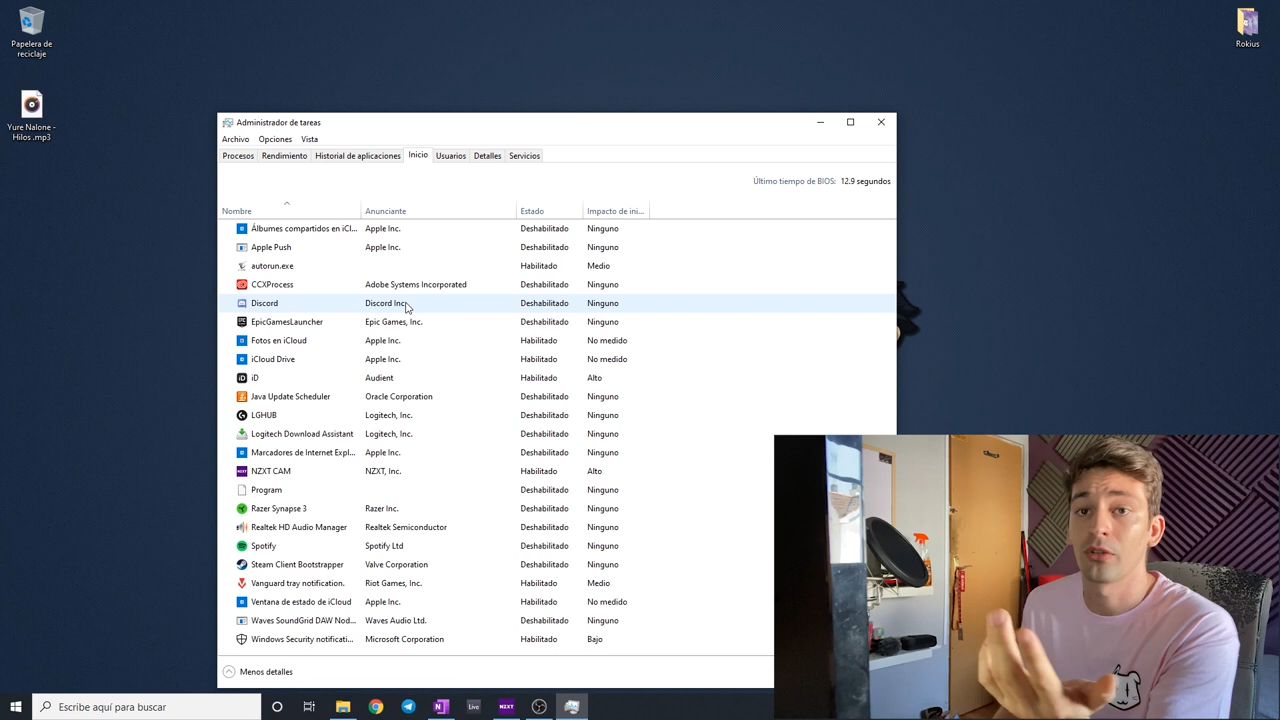 Papelera de
reciclaje
Yure Nalone -
Hilos .mp3
Rokius
Administrador de tareas
Archivo Opciones Vista
Procesos Rendimiento Historial de aplicaciones Inicio Usuarios Detalles Servicios
Último tiempo de BIOS: 12.9 segundos
Nombre Anunciante Estado Impacto de ini...
Álbumes compartidos en iCl... Apple Inc. Deshabilitado Ninguno
Apple Push Apple Inc. Deshabilitado Ninguno
autorun.exe Habilitado Medio
CCXProcess Adobe Systems Incorporated Deshabilitado Ninguno
Discord Discord Inc. Deshabilitado Ninguno
EpicGamesLauncher Epic Games, Inc. Deshabilitado Ninguno
Fotos en iCloud Apple Inc. Habilitado No medido
iCloud Drive Apple Inc. Habilitado No medido
iD iD Audient Habilitado Alto
Java Update Scheduler Oracle Corporation Deshabilitado Ninguno
LGHUB Logitech, Inc. Deshabilitado Ninguno
Logitech Download Assistant Logitech, Inc. Deshabilitado Ninguno
Marcadores de Internet Expl... Apple Inc. Deshabilitado Ninguno
NZXT NZXT CAM NZXT, Inc. Habilitado Alto
Program Deshabilitado Ninguno
Razer Synapse 3 Razer Inc. Deshabilitado Ninguno
Realtek HD Audio Manager Realtek Semiconductor Deshabilitado Ninguno
Spotify Spotify Ltd Deshabilitado Ninguno
Steam Client Bootstrapper Valve Corporation Deshabilitado Ninguno
Vanguard tray notification. Riot Games, Inc. Habilitado Medio
Ventana de estado de iCloud Apple Inc. Habilitado No medido
Waves SoundGrid DAW Nod... Waves Audio Ltd. Deshabilitado Ninguno
Windows Security notificati... Microsoft Corporation Habilitado Bajo
Menos detalles
Escribe aquí para buscar N Live NZXT